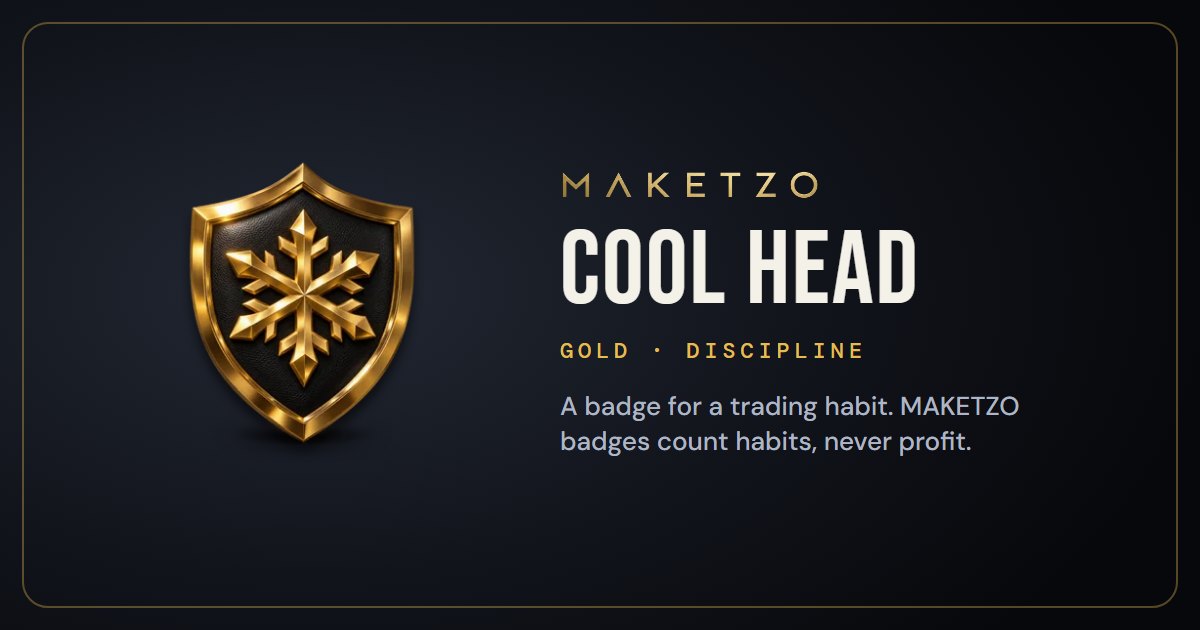 MAKETZO
COOL HEAD
GOLD · DISCIPLINE
A badge for a trading habit. MAKETZO
badges count habits, never profit.